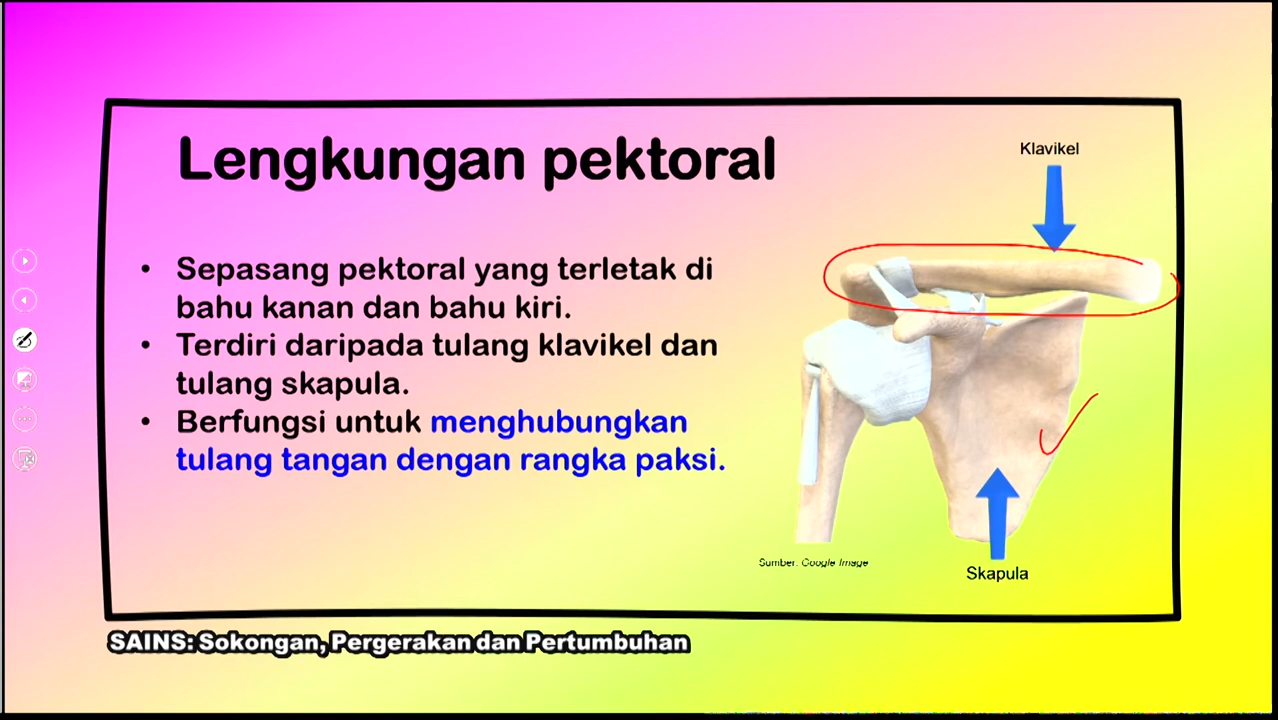 Lengkungan pektoral
• Sepasang pektoral yang terletak di
bahu kanan dan bahu kiri.
• Terdiri daripada tulang klavikel dan
tulang skapula.
• Berfungsi untuk menghubungkan
tulang tangan dengan rangka paksi.
Klavikel
Sumber: Google Image
Skapula
SAINS: Sokongan, Pergerakan dan Pertumbuhan